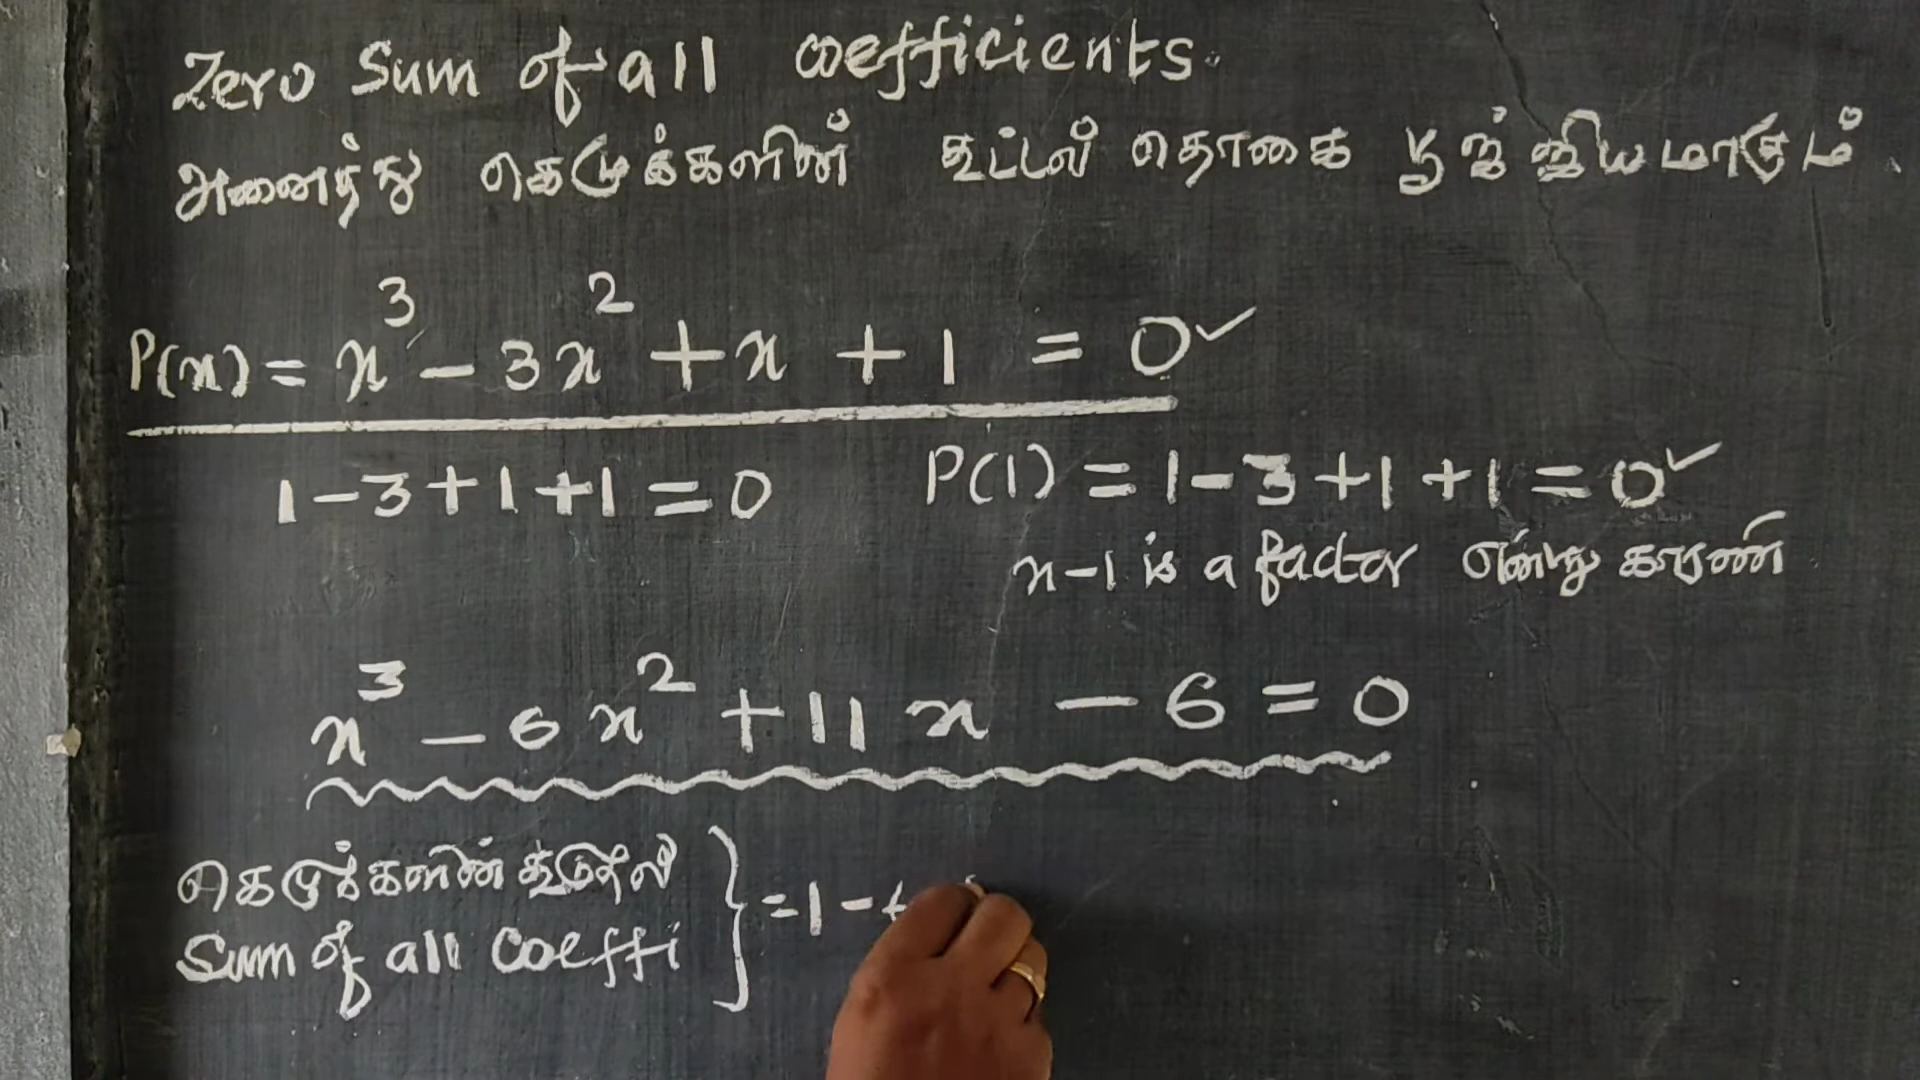 Zero Sum of all coefficients.
அனைத்து கெழுக்களின் கூட்டல் தொகை பூஜ்ஜியமாகும்.
P(x) = x³ - 3x² + x + 1 = 0 ✓
1 - 3 + 1 + 1 = 0
P(1) = 1 - 3 + 1 + 1 = 0 ✓
x - 1 is a factor என்பது காரணி
x³ - 6x² + 11x - 6 = 0
கெழுக்களின் கூடுதல்
Sum of all Coeffi } = 1 -